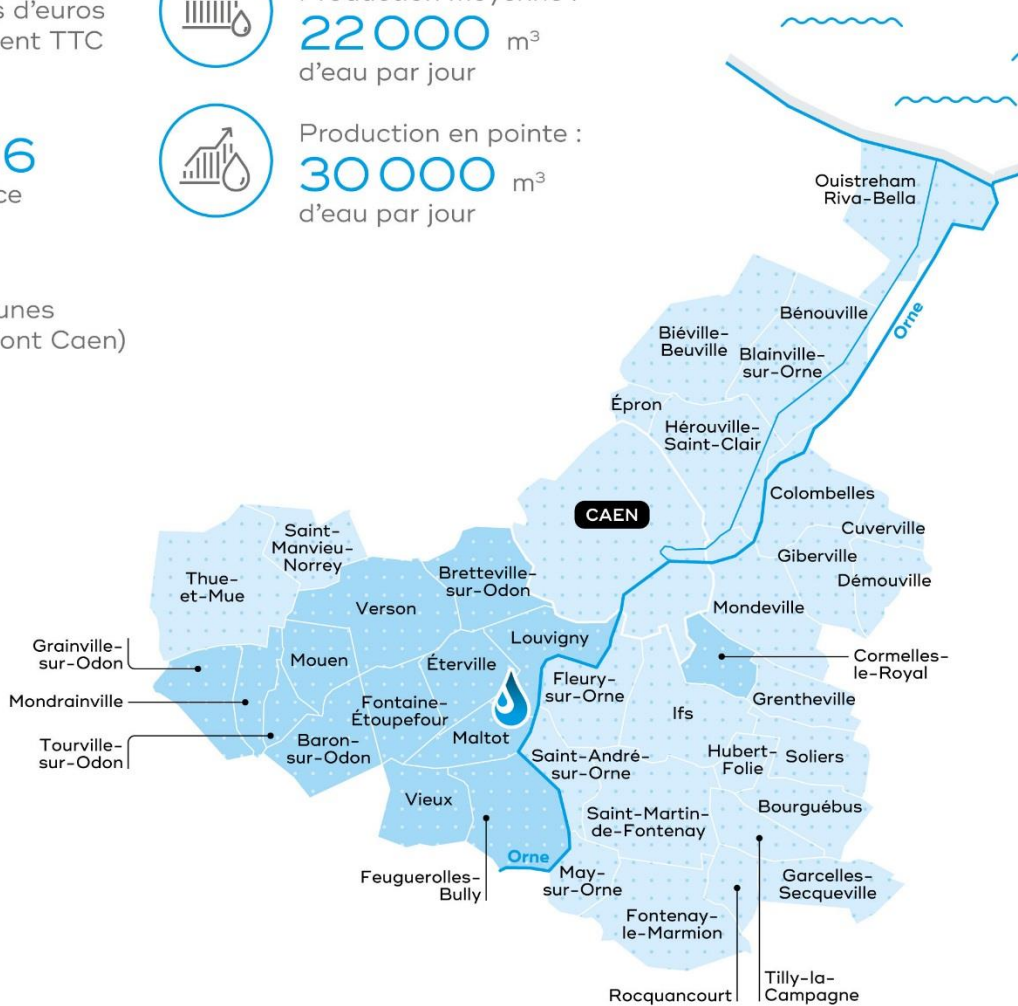 s d'euros
ent TTC
6
ce
unes
ont Caen)
Production moyenne :
22 000 m³
d'eau par jour
Production en pointe :
30 000 m³
d'eau par jour
Ouistreham
Riva-Bella
Orne
Bénouville
Biéville-
Beuville
Blainville-
sur-Orne
Épron
Hérouville-
Saint-Clair
CAEN
Colombelles
Cuverville
Giberville
Démouville
Mondeville
Saint-
Manvieu-
Norrey
Thue-
et-Mue
Bretteville-
sur-Odon
Verson
Louvigny
Grainville-
sur-Odon
Mouen
Éterville
Fleury-
sur-Orne
Cormelles-
le-Royal
Mondrainville
Fontaine-
Étoupefour
Ifs
Grentheville
Tourville-
sur-Odon
Baron-
sur-Odon
Maltot
Saint-André-
sur-Orne
Hubert-
Folie
Soliers
Vieux
Saint-Martin-
de-Fontenay
Bourguébus
Feuguerolles-
Bully
Orne
May-
sur-Orne
Garcelles-
Secqueville
Fontenay-
le-Marmion
Rocquancourt
Tilly-la-
Campagne